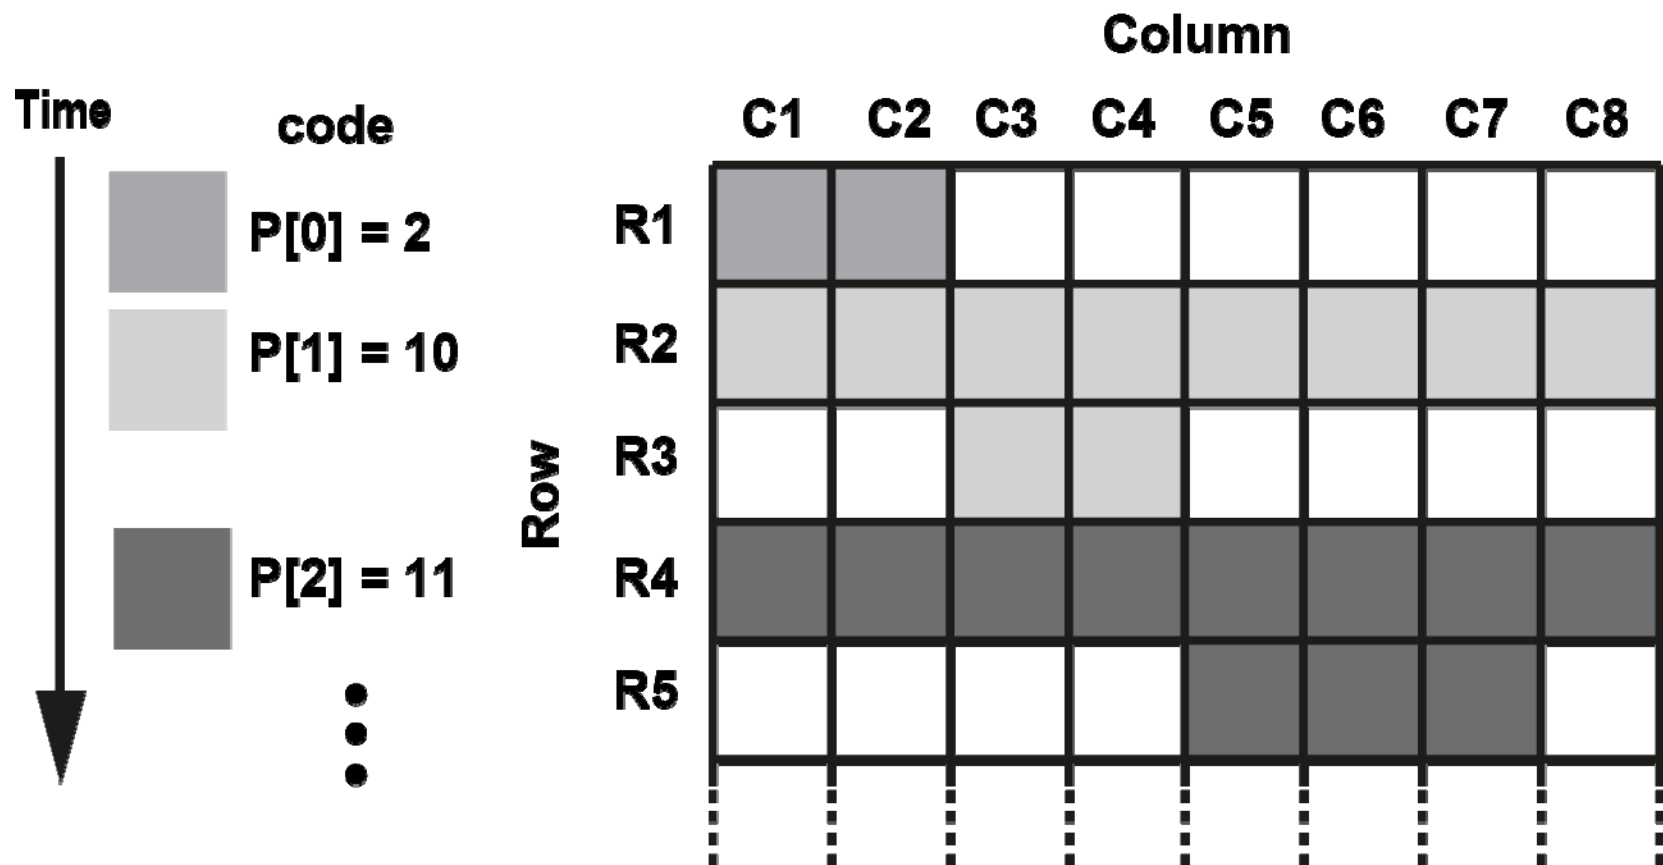 Column
Time
code
C1 C2 C3 C4 C5 C6 C7 C8
P[0] = 2
R1
P[1] = 10
R2
Row
R3
P[2] = 11
R4
R5